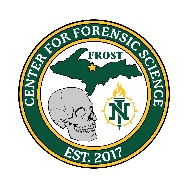 CENTER FOR FORENSIC SCIENCE
FROST
N
EST. 2017